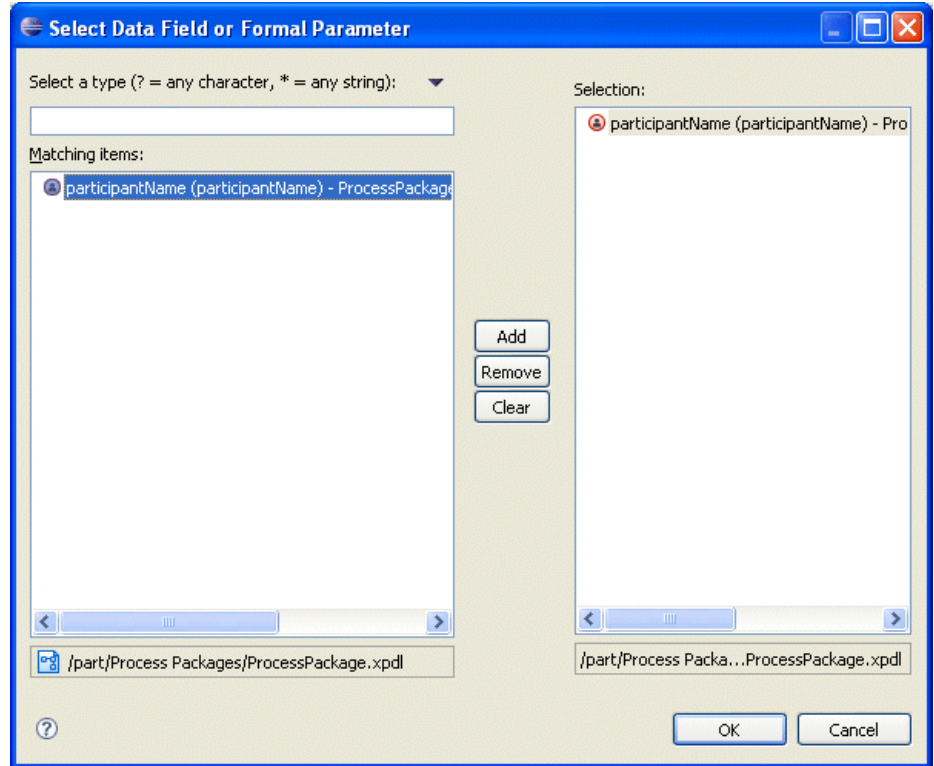 Select Data Field or Formal Parameter
Select a type (? = any character, * = any string):
Matching items:
participantName (participantName) - ProcessPackage
/part/Process Packages/ProcessPackage.xpdl
Add
Remove
Clear
Selection:
participantName (participantName) - Pro
/part/Process Packa...ProcessPackage.xpdl
?
OK
Cancel